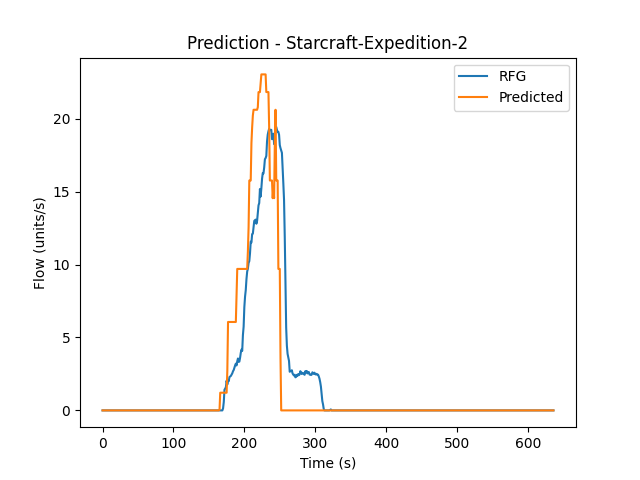 Prediction - Starcraft-Expedition-2
RFG
Predicted
Flow (units/s)
20
15
10
5
0
0 100 200 300 400 500 600
Time (s)